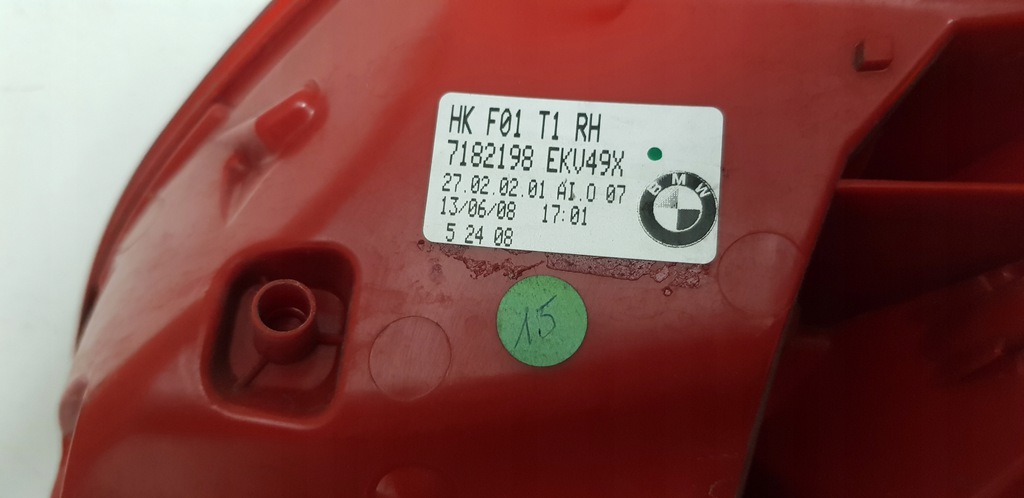 HK F01 T1 RH
7182198 EKV49X
27.02.02.01 AI.0 07
13/06/08 17:01
5 24 08
BMW
15